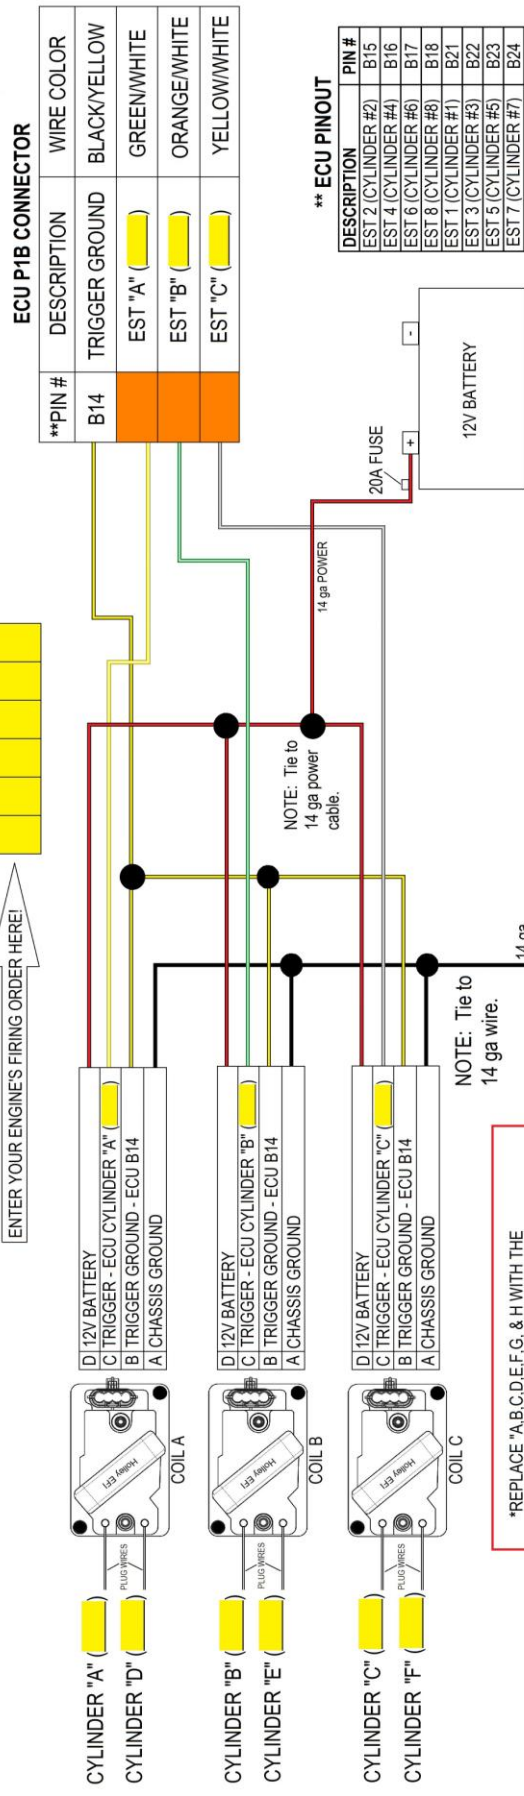 ENTER YOUR ENGINE'S FIRING ORDER HERE!
ECU P1B CONNECTOR
**PIN # DESCRIPTION WIRE COLOR
B14 TRIGGER GROUND BLACK/YELLOW
EST "A" ( ) GREEN/WHITE
EST "B" ( ) ORANGE/WHITE
EST "C" ( ) YELLOW/WHITE
CYLINDER "A" ( )
CYLINDER "D" ( )
PLUG WIRES
Holley EFI
COIL A
D 12V BATTERY
C TRIGGER - ECU CYLINDER "A" ( )
B TRIGGER GROUND - ECU B14
A CHASSIS GROUND
CYLINDER "B" ( )
CYLINDER "E" ( )
PLUG WIRES
Holley EFI
COIL B
D 12V BATTERY
C TRIGGER - ECU CYLINDER "B" ( )
B TRIGGER GROUND - ECU B14
A CHASSIS GROUND
CYLINDER "C" ( )
CYLINDER "F" ( )
PLUG WIRES
Holley EFI
COIL C
D 12V BATTERY
C TRIGGER - ECU CYLINDER "C" ( )
B TRIGGER GROUND - ECU B14
A CHASSIS GROUND
NOTE: Tie to
14 ga power
cable.
14 ga POWER
20A FUSE
+
-
12V BATTERY
NOTE: Tie to
14 ga wire.
14 ga
** ECU PINOUT
DESCRIPTION PIN #
EST 2 (CYLINDER #2) B15
EST 4 (CYLINDER #4) B16
EST 6 (CYLINDER #6) B17
EST 8 (CYLINDER #8) B18
EST 1 (CYLINDER #1) B21
EST 3 (CYLINDER #3) B22
EST 5 (CYLINDER #5) B23
EST 7 (CYLINDER #7) B24
*REPLACE "A,B,C,D,E,F,G, & H WITH THE